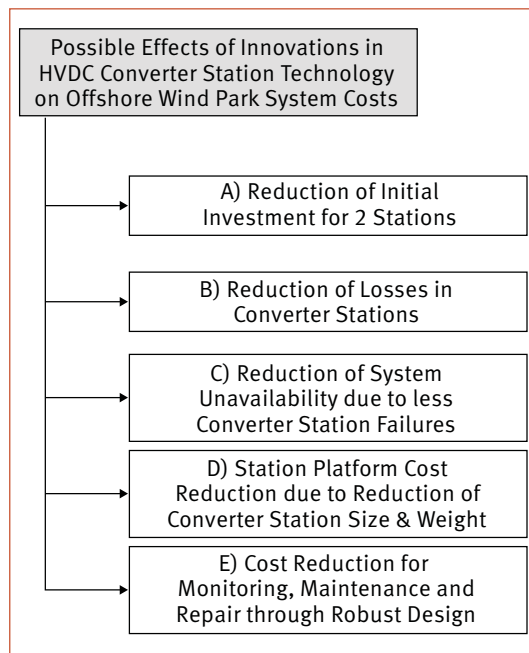 Possible Effects of Innovations in
HVDC Converter Station Technology
on Offshore Wind Park System Costs
A) Reduction of Initial
Investment for 2 Stations
B) Reduction of Losses in
Converter Stations
C) Reduction of System
Unavailability due to less
Converter Station Failures
D) Station Platform Cost
Reduction due to Reduction of
Converter Station Size & Weight
E) Cost Reduction for
Monitoring, Maintenance and
Repair through Robust Design